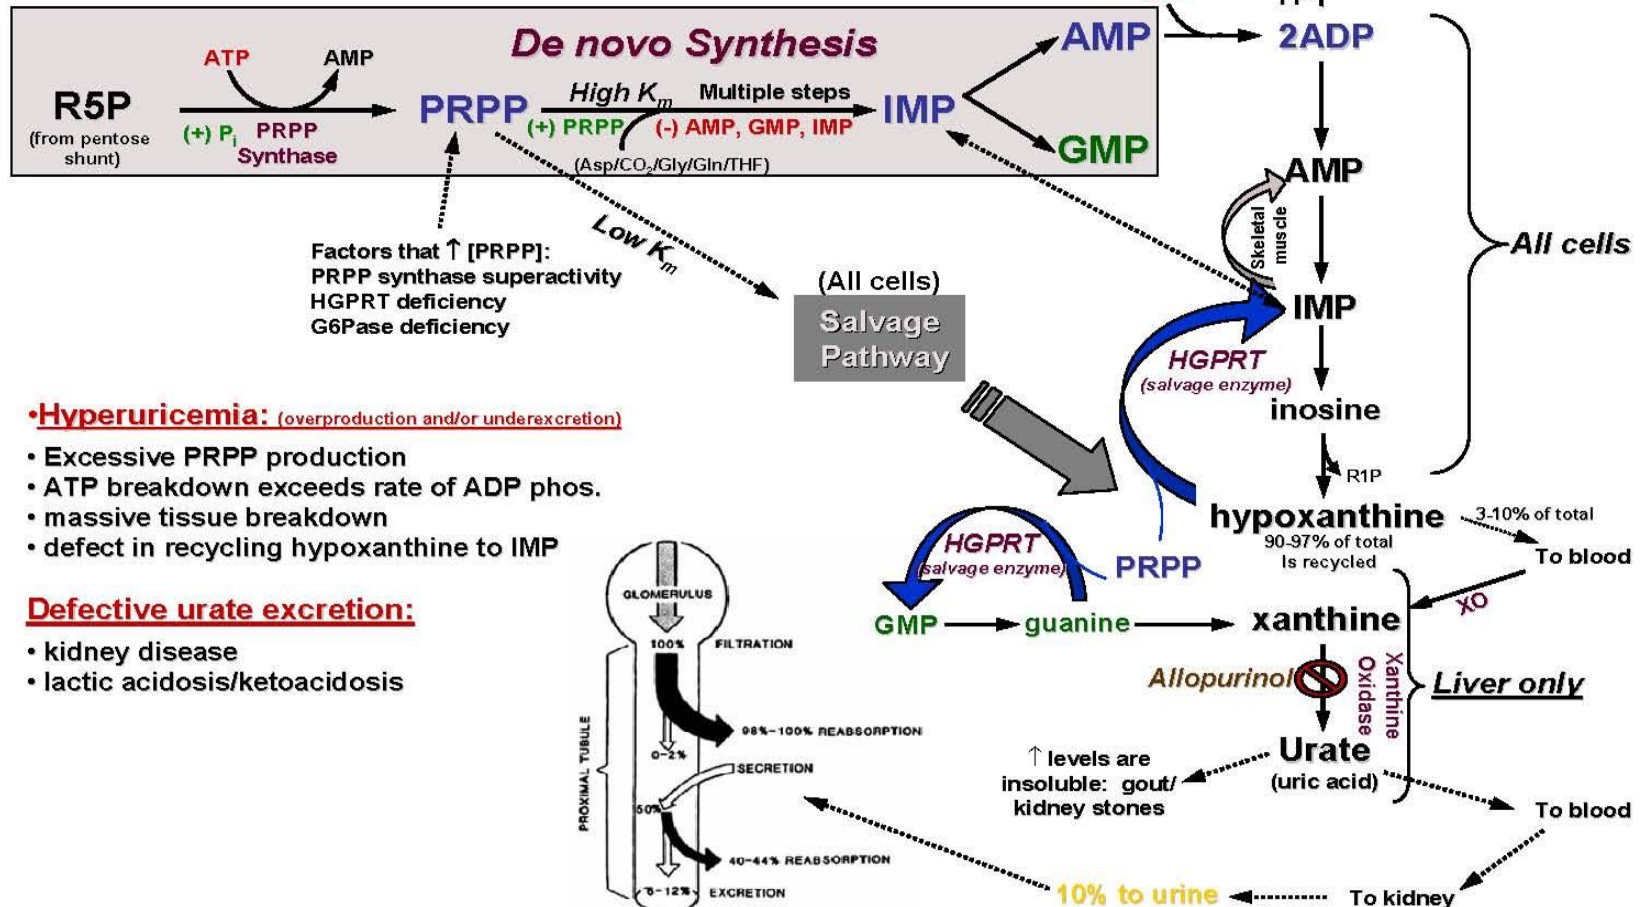 De novo Synthesis
AMP
2ADP
ATP
AMP
R5P
(from pentose
shunt)
(+) Pi
PRPP
Synthase
PRPP
High Km
Multiple steps
(+) PRPP
(-) AMP, GMP, IMP
(Asp/CO2/Gly/Gln/THF)
IMP
GMP
AMP
Skeletal
muscle
All cells
Low Km
Factors that ↑ [PRPP]:
PRPP synthase superactivity
HGPRT deficiency
G6Pase deficiency
(All cells)
Salvage
Pathway
IMP
HGPRT
(salvage enzyme)
inosine
R1P
•Hyperuricemia: (overproduction and/or underexcretion)
• Excessive PRPP production
• ATP breakdown exceeds rate of ADP phos.
• massive tissue breakdown
• defect in recycling hypoxanthine to IMP
hypoxanthine
90-97% of total
Is recycled
3-10% of total
To blood
HGPRT
(salvage enzyme)
PRPP
XO
GMP
guanine
xanthine
Defective urate excretion:
• kidney disease
• lactic acidosis/ketoacidosis
Allopurinol
Xanthine
Oxidase
Liver only
Urate
(uric acid)
↑ levels are
insoluble: gout/
kidney stones
To blood
GLOMERULUS
100%
FILTRATION
98%-100% REABSORPTION
0-2%
SECRETION
PROXIMAL TUBULE
50%
40-44% REABSORPTION
6-12%
EXCRETION
10% to urine
To kidney